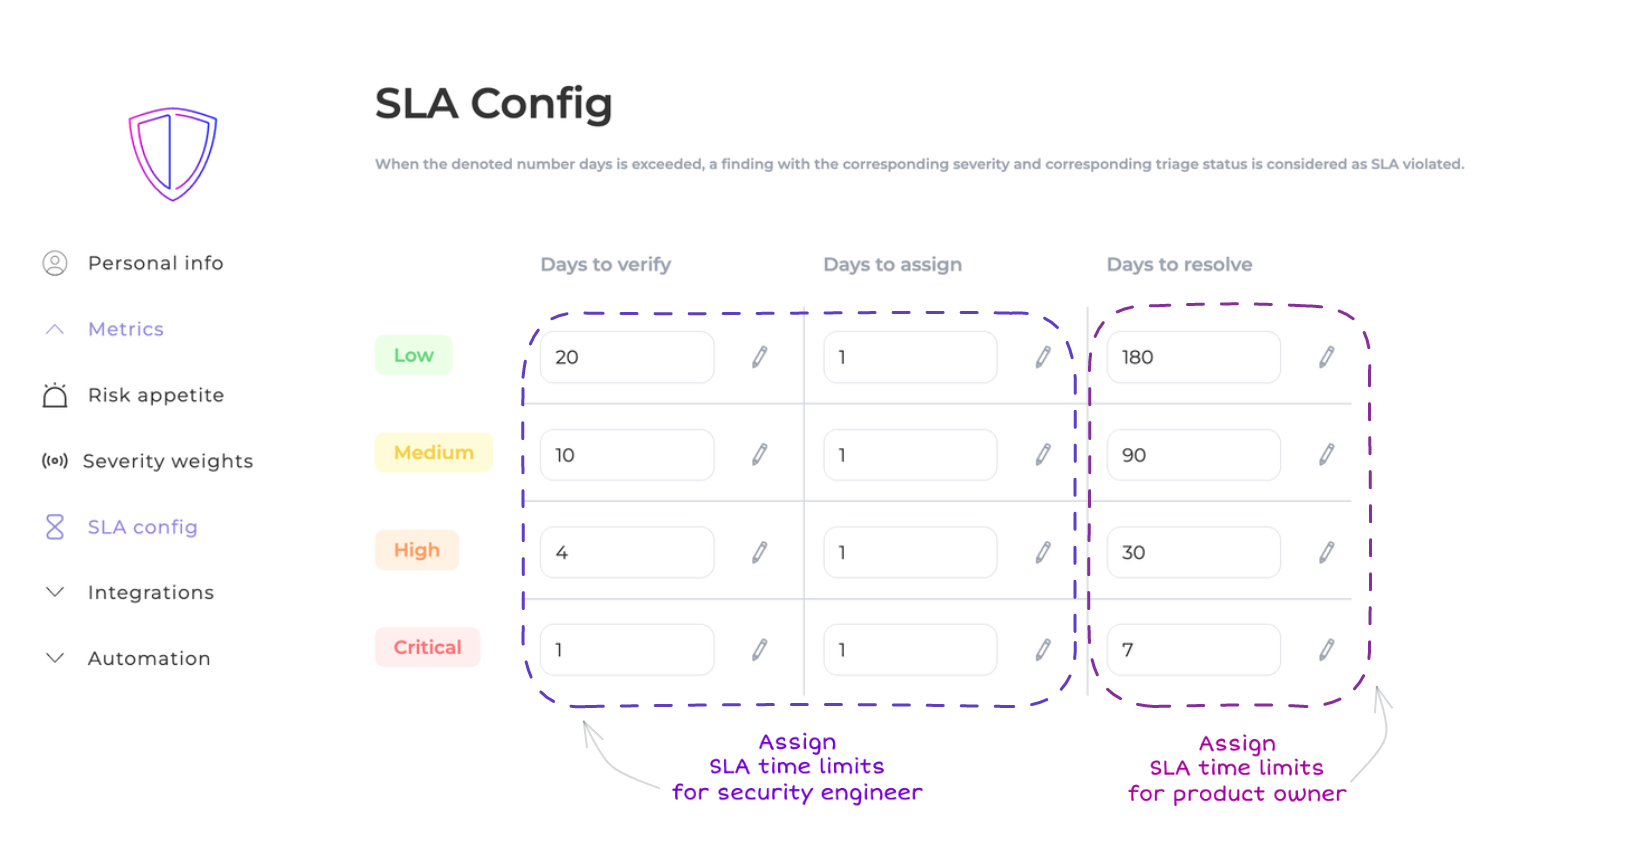 SLA Config
When the denoted number days is exceeded, a finding with the corresponding severity and corresponding triage status is considered as SLA violated.
Personal info
Metrics
Risk appetite
Severity weights
SLA config
Integrations
Automation
Days to verify Days to assign Days to resolve
Low 20 1 180
Medium 10 1 90
High 4 1 30
Critical 1 1 7
Assign
SLA time limits
for security engineer
Assign
SLA time limits
for product owner